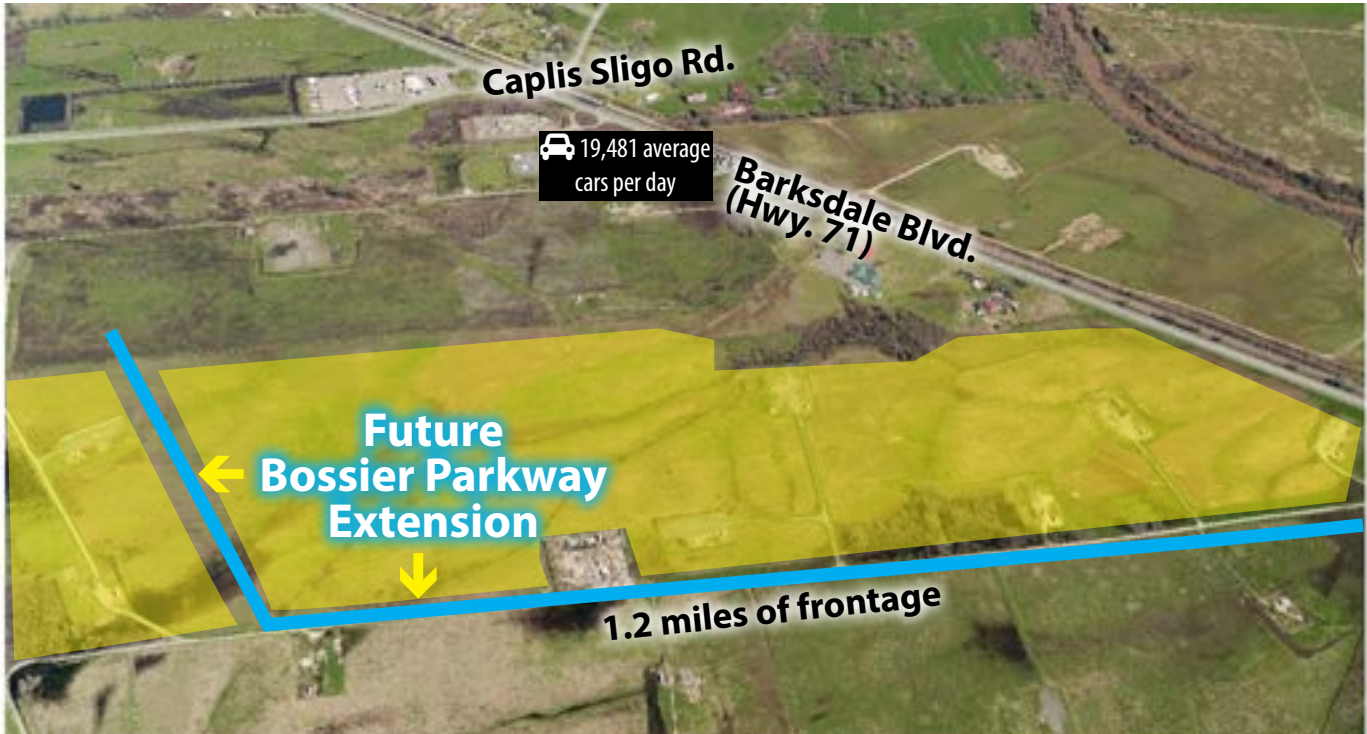 Caplis Sligo Rd.
19,481 average
cars per day
Barksdale Blvd.
(Hwy. 71)
Future
Bossier Parkway
Extension
1.2 miles of frontage